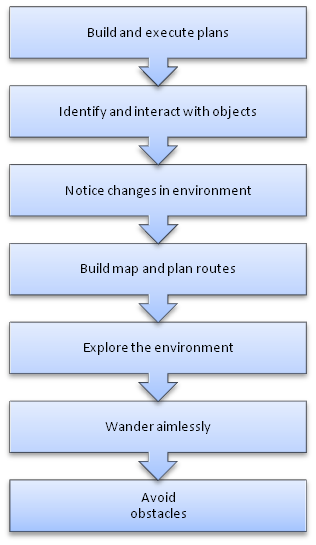 Build and execute plans
Identify and interact with objects
Notice changes in environment
Build map and plan routes
Explore the environment
Wander aimlessly
Avoid
obstacles